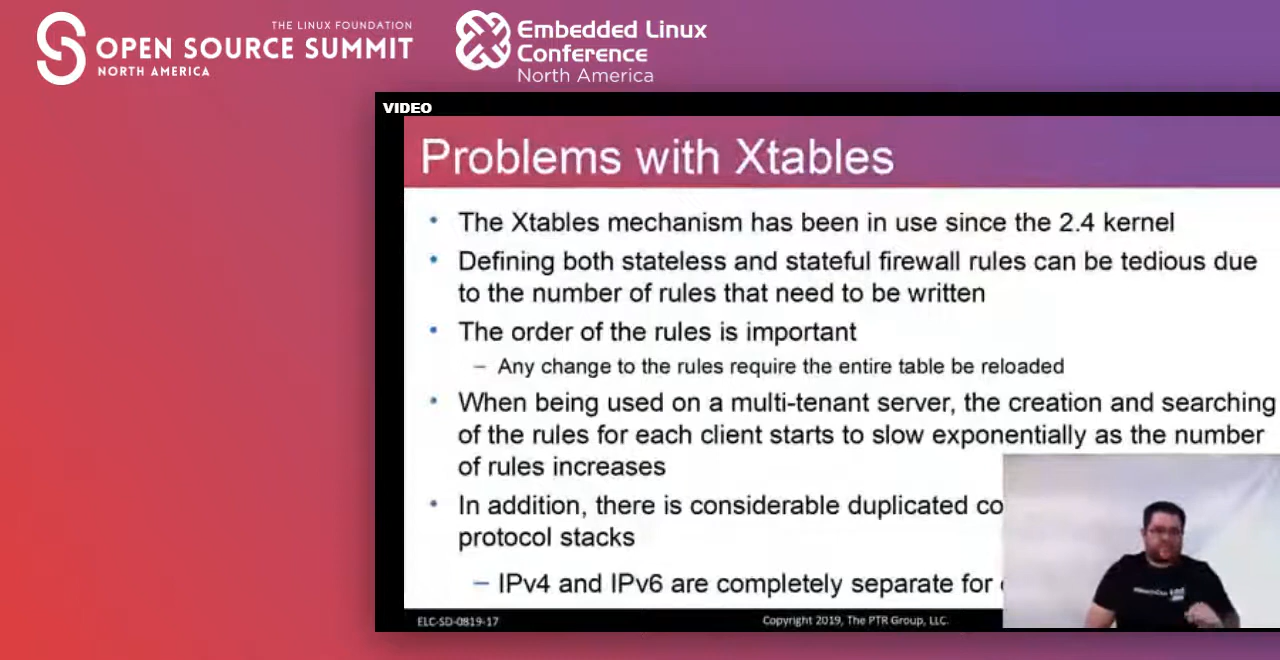 THE LINUX FOUNDATION
OPEN SOURCE SUMMIT
NORTH AMERICA
Embedded Linux
Conference
North America
VIDEO
Problems with Xtables
• The Xtables mechanism has been in use since the 2.4 kernel
• Defining both stateless and stateful firewall rules can be tedious due
to the number of rules that need to be written
• The order of the rules is important
– Any change to the rules require the entire table be reloaded
• When being used on a multi-tenant server, the creation and searching
of the rules for each client starts to slow exponentially as the number
of rules increases
• In addition, there is considerable duplicated co
protocol stacks
– IPv4 and IPv6 are completely separate for
ELC-SD-0819-17
Copyright 2019, The PTR Group, LLC.